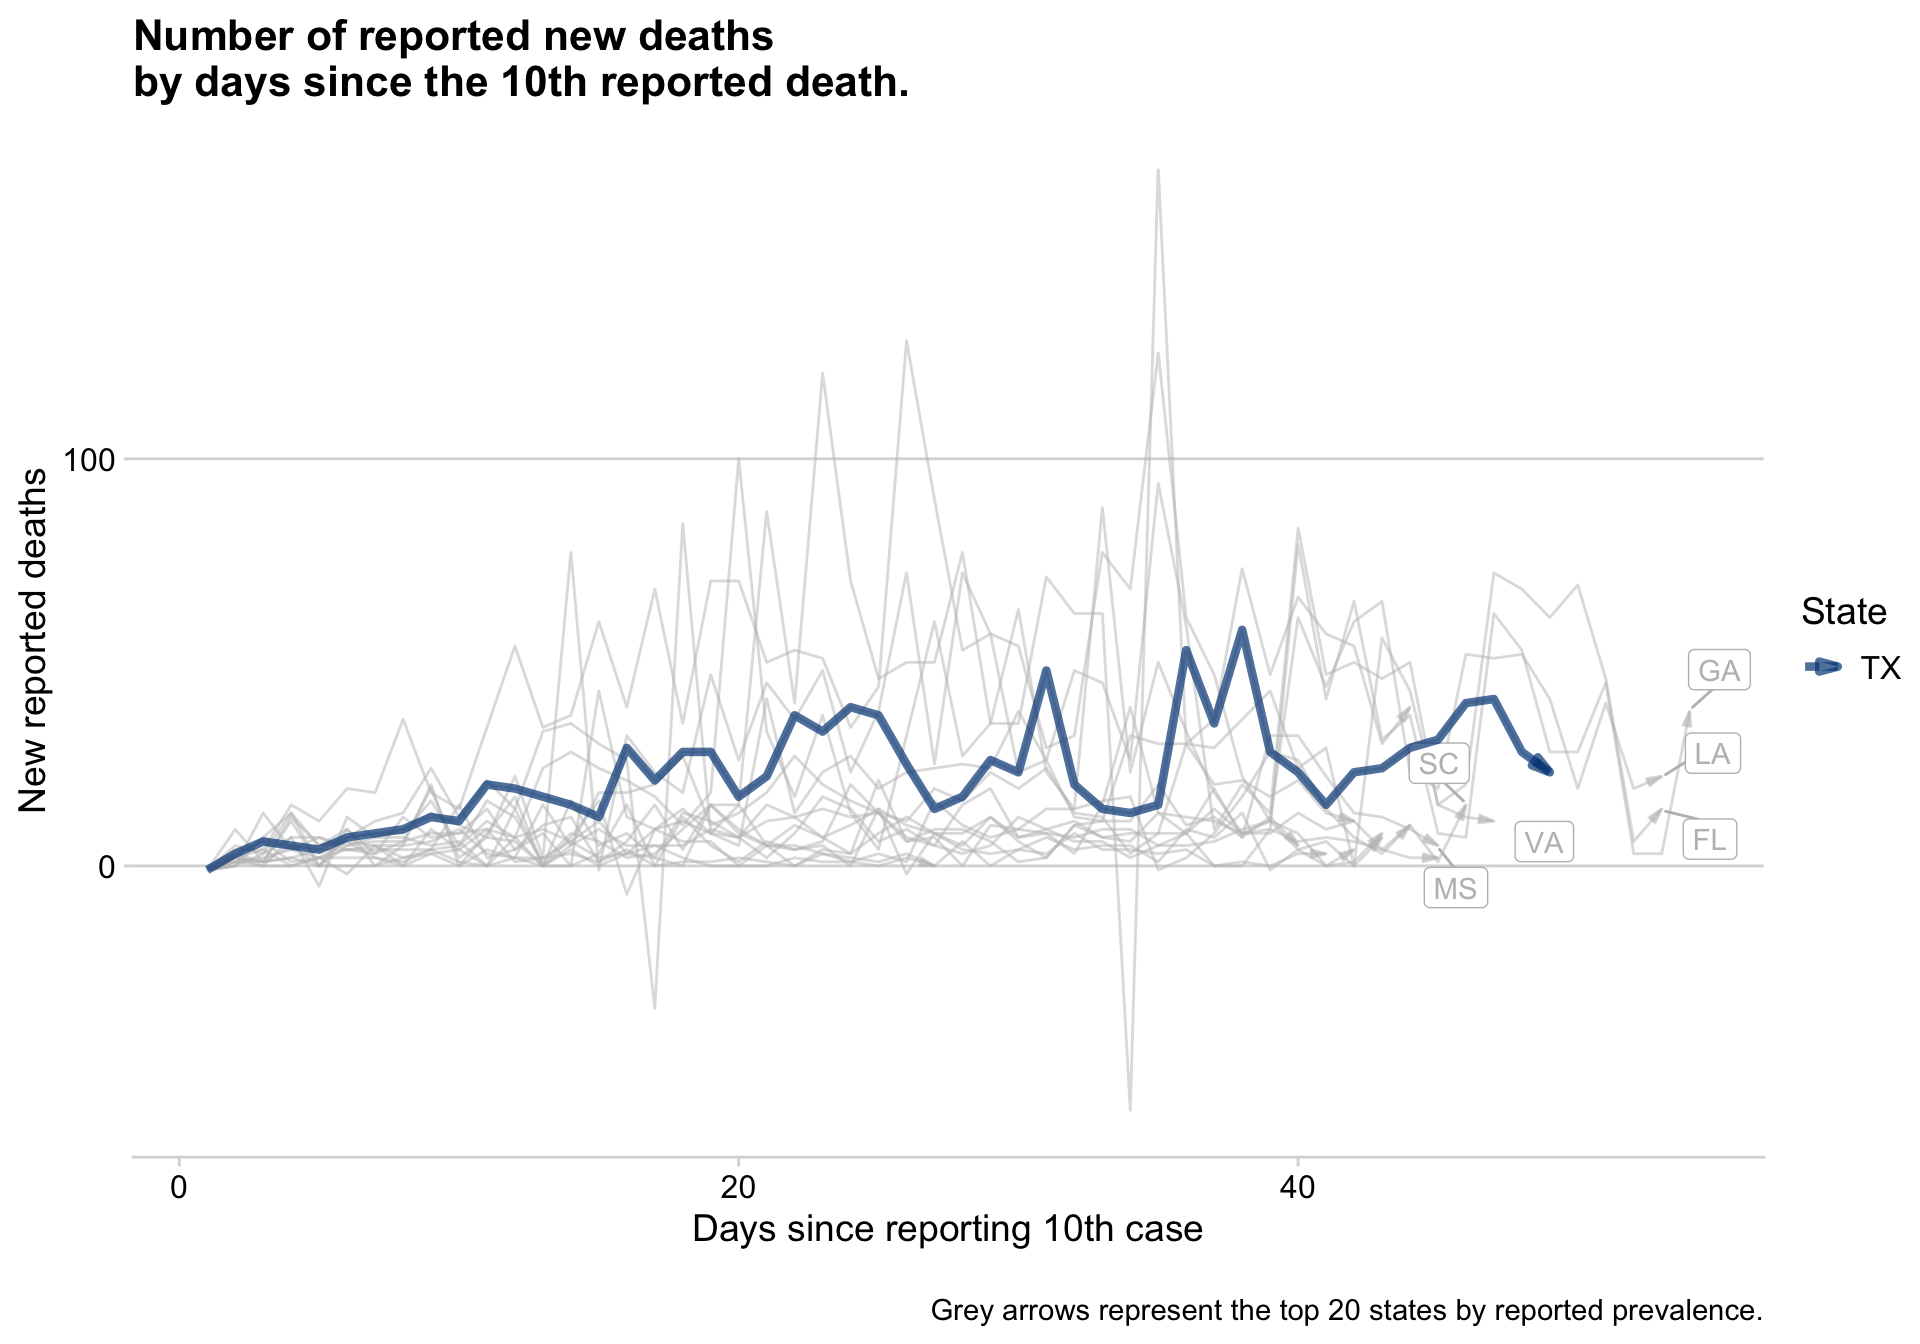 Number of reported new deaths
by days since the 10th reported death.
New reported deaths
100
0
GA
LA
SC
VA
FL
MS
State
TX
0
20
40
Days since reporting 10th case
Grey arrows represent the top 20 states by reported prevalence.